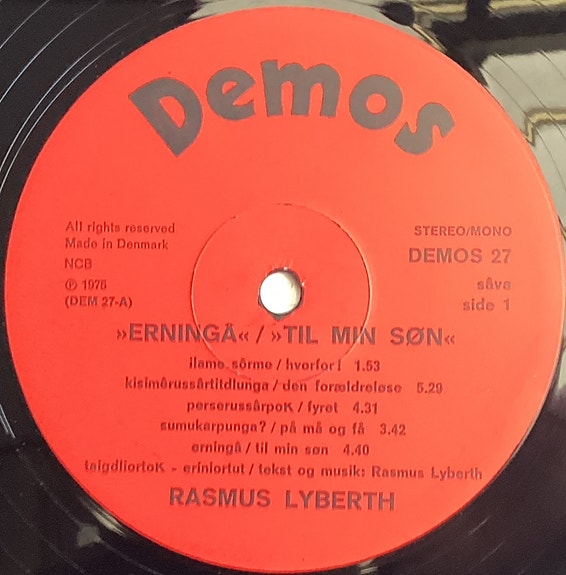 Demos
All rights reserved
Made in Denmark
NCB
℗ 1975
(DEM 27-A)
STEREO/MONO
DEMOS 27
såva
side 1
»ERNINGÂ« / »TIL MIN SØN«
ilame sôrme / hvorfor! 1.53
kisimêrussârtitdlunga / den forældreløse 5.29
perserussârpoK / fyret 4.31
sumukarpunga? / på må og få 3.42
erningâ / til min søn 4.40
taigdliortoK - eriniortut / tekst og musik: Rasmus Lyberth
RASMUS LYBERTH